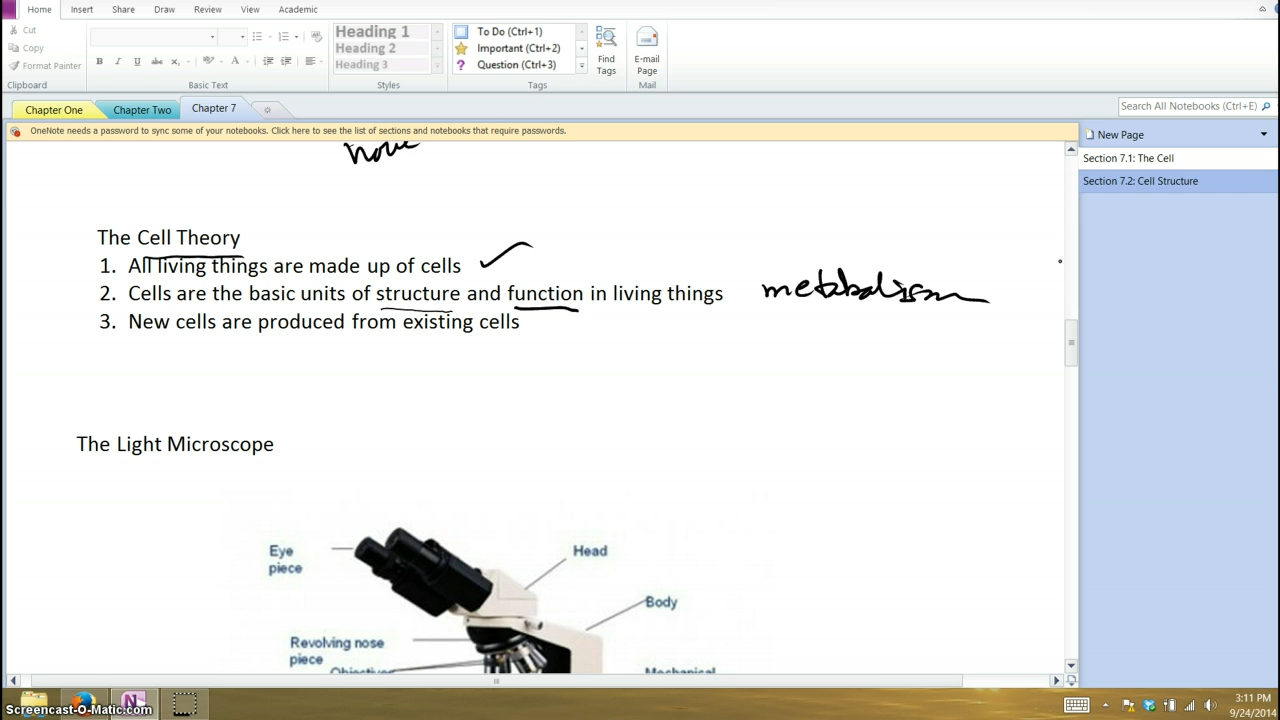 Home Insert Share Draw Review View Academic
Cut
Copy
Format Painter
Clipboard
B I U abc x₂ A
Basic Text
Heading 1
Heading 2
Heading 3
Styles
To Do (Ctrl+1)
Important (Ctrl+2)
? Question (Ctrl+3)
Tags
Find
Tags
E-mail
Page
Mail
Chapter One Chapter Two Chapter 7
Search All Notebooks (Ctrl+E)
OneNote needs a password to sync some of your notebooks. Click here to see the list of sections and notebooks that require passwords.
New Page
Section 7.1: The Cell
Section 7.2: Cell Structure
The Cell Theory
1. All living things are made up of cells
2. Cells are the basic units of structure and function in living things metabolism
3. New cells are produced from existing cells
The Light Microscope
Eye
piece
Head
Body
Revolving nose
piece
Objectives
Mechanical
Screencast-O-Matic.com
3:11 PM
9/24/2014